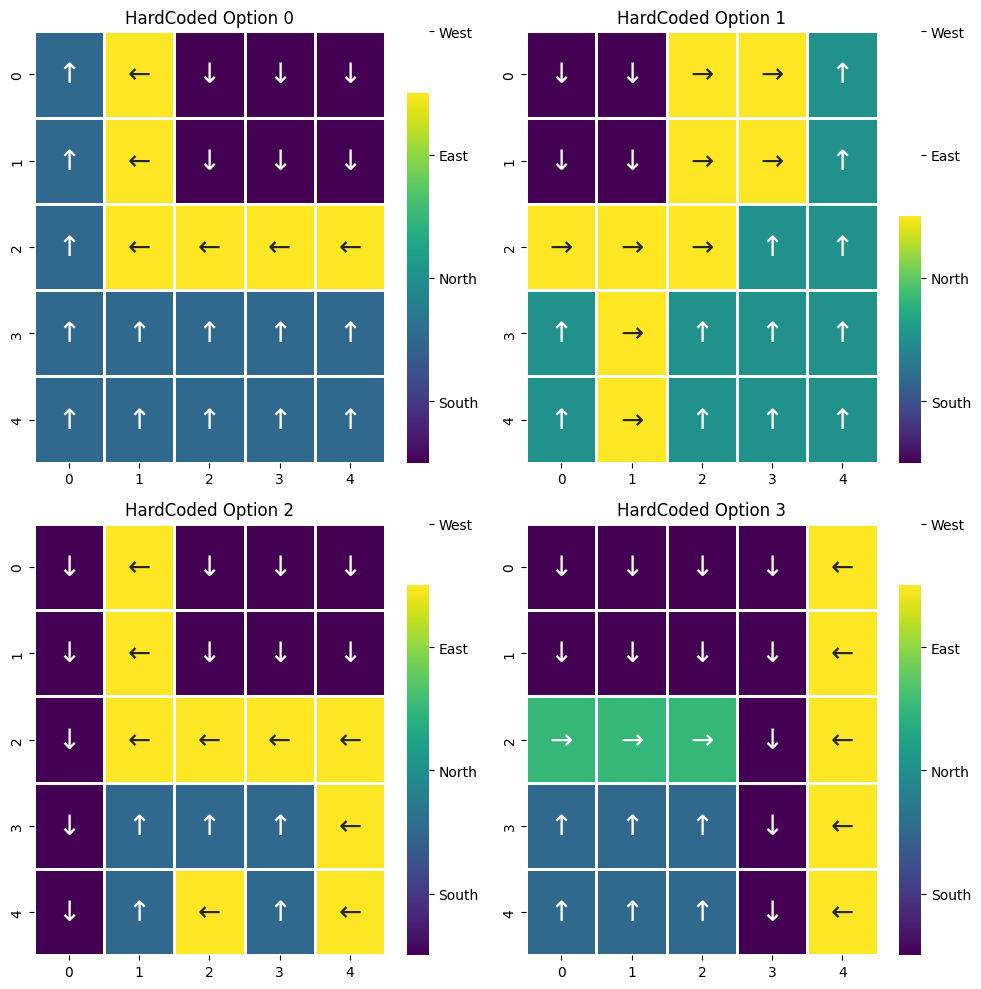 HardCoded Option 0
0 ↑ ← ↓ ↓ ↓
1 ↑ ← ↓ ↓ ↓
2 ↑ ← ← ← ←
3 ↑ ↑ ↑ ↑ ↑
4 ↑ ↑ ↑ ↑ ↑
0 1 2 3 4
West
East
North
South
HardCoded Option 1
0 ↓ ↓ → → ↑
1 ↓ ↓ → → ↑
2 → → → ↑ ↑
3 ↑ → ↑ ↑ ↑
4 ↑ → ↑ ↑ ↑
0 1 2 3 4
West
East
North
South
HardCoded Option 2
0 ↓ ← ↓ ↓ ↓
1 ↓ ← ↓ ↓ ↓
2 ↓ ← ← ← ←
3 ↓ ↑ ↑ ↑ ←
4 ↓ ↑ ← ↑ ←
0 1 2 3 4
West
East
North
South
HardCoded Option 3
0 ↓ ↓ ↓ ↓ ←
1 ↓ ↓ ↓ ↓ ←
2 → → → ↓ ←
3 ↑ ↑ ↑ ↓ ←
4 ↑ ↑ ↑ ↓ ←
0 1 2 3 4
West
East
North
South